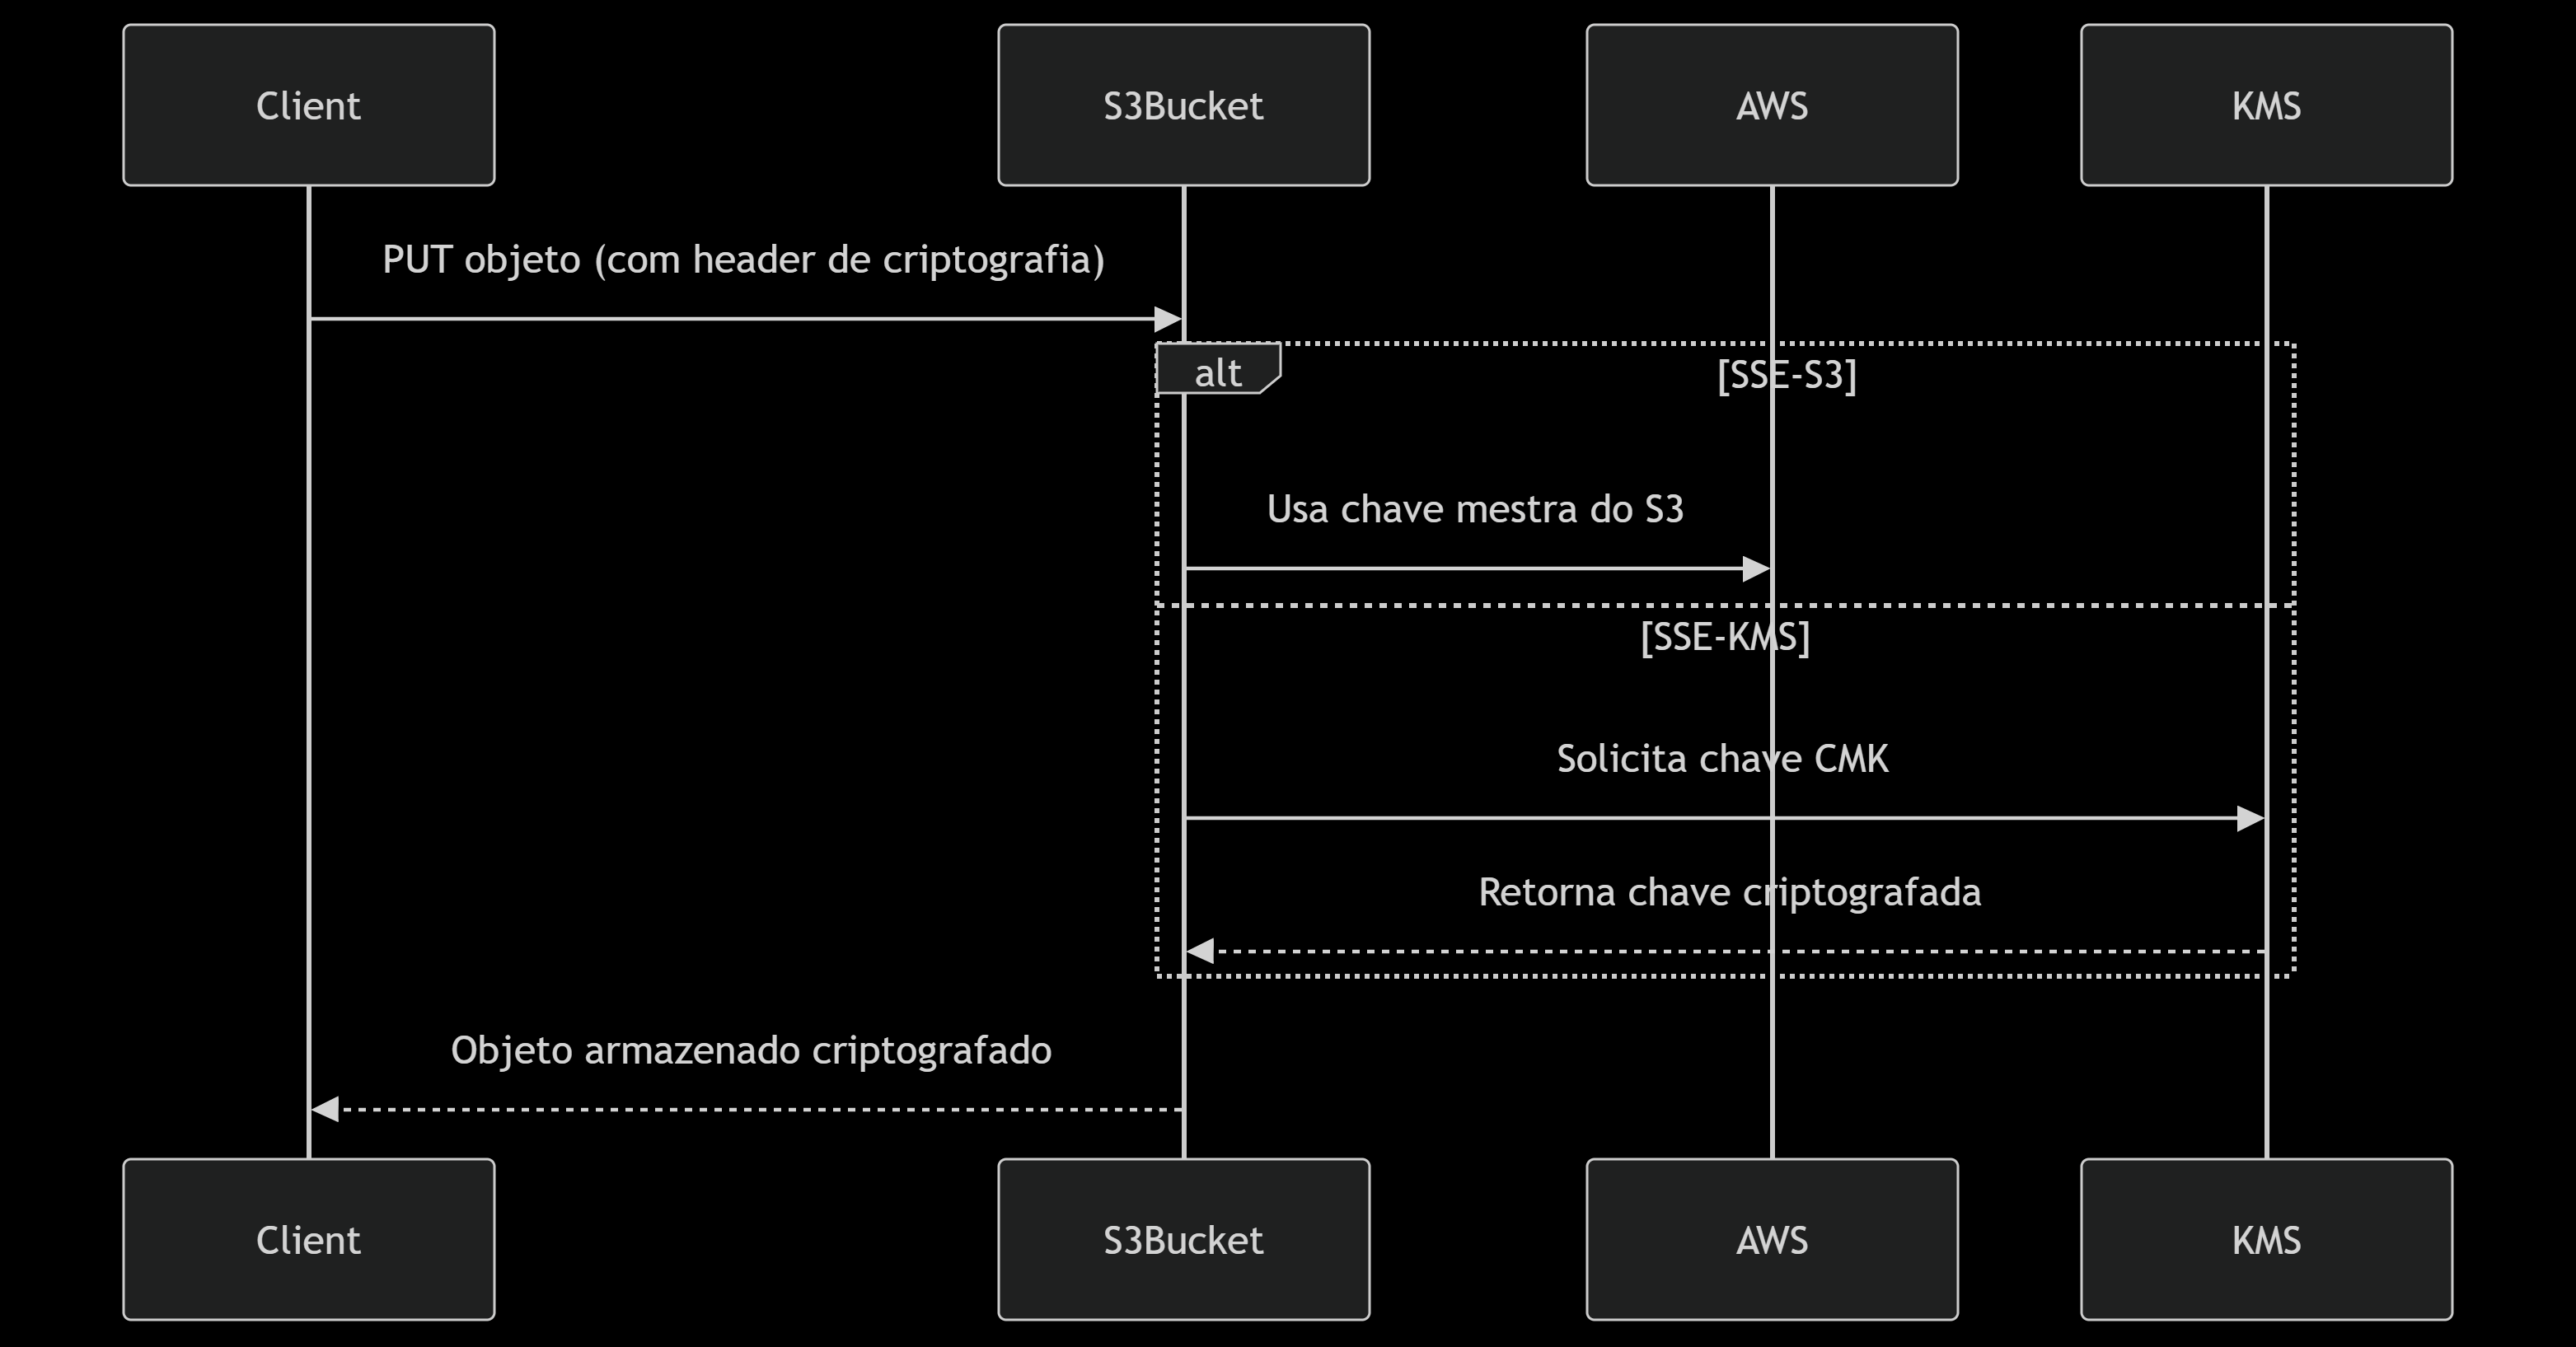 Client
S3Bucket
AWS
KMS
PUT objeto (com header de criptografia)
alt
[SSE-S3]
Usa chave mestra do S3
[SSE-KMS]
Solicita chave CMK
Retorna chave criptografada
Objeto armazenado criptografado
Client
S3Bucket
AWS
KMS